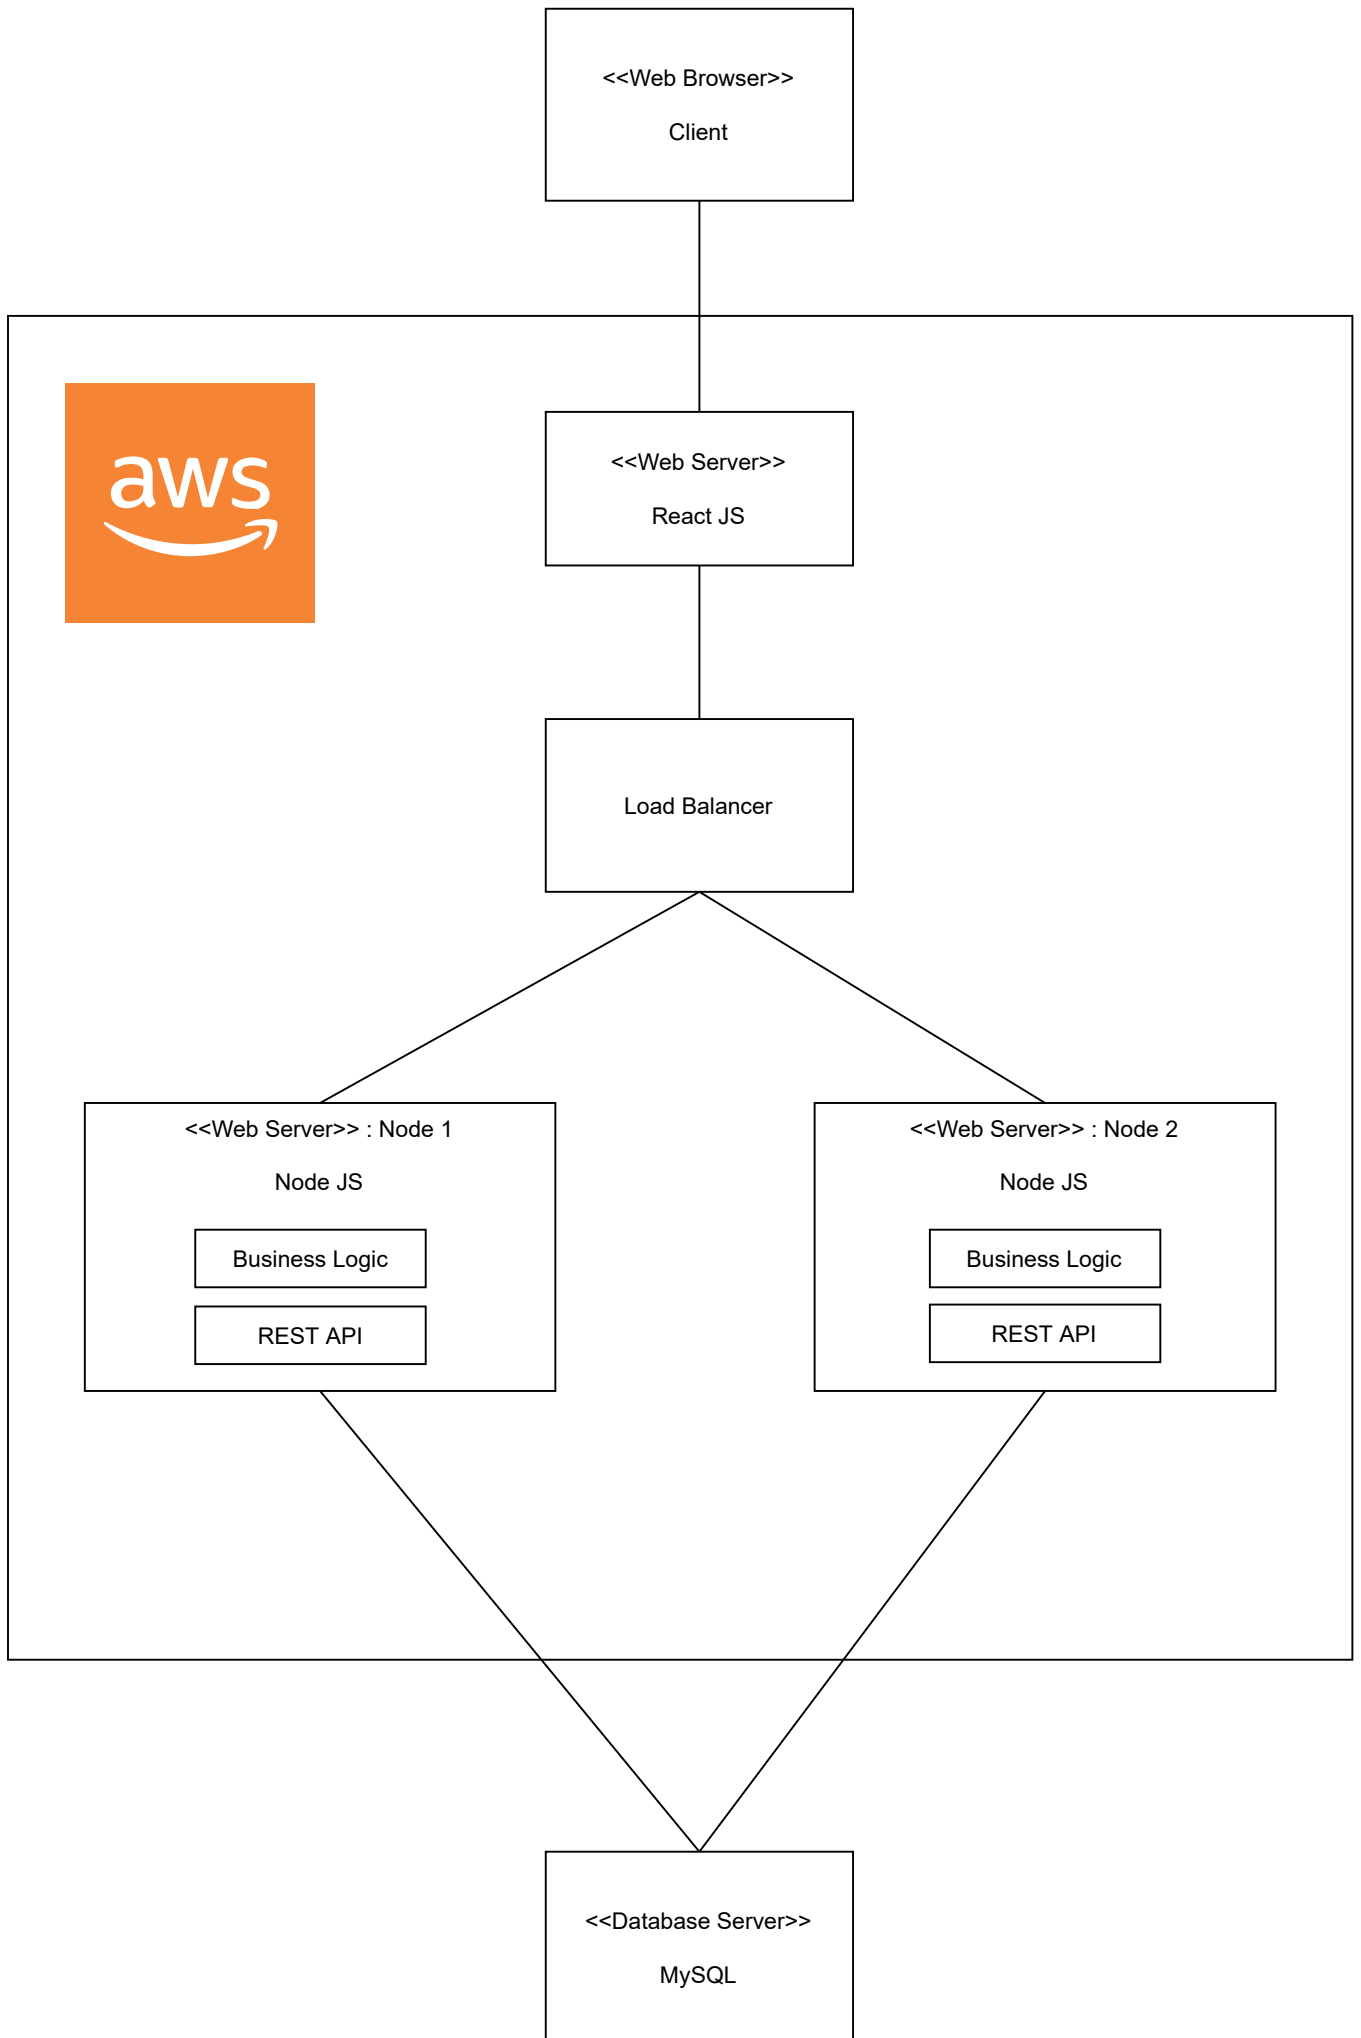 <<Web Browser>>
Client
aws
<<Web Server>>
React JS
Load Balancer
<<Web Server>> : Node 1
Node JS
Business Logic
REST API
<<Web Server>> : Node 2
Node JS
Business Logic
REST API
<<Database Server>>
MySQL